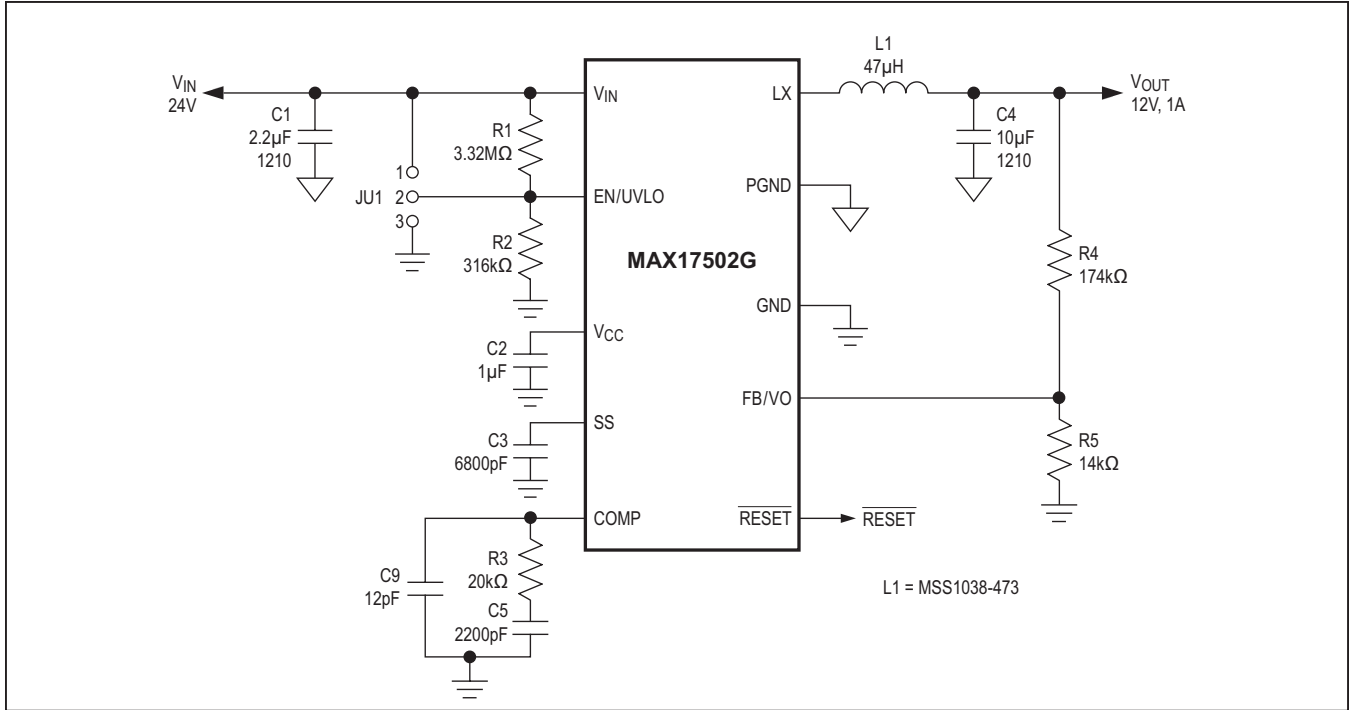 VIN
24V
C1
2.2µF
1210
JU1
1
2
3
R1
3.32MΩ
R2
316kΩ
C2
1µF
C3
6800pF
C9
12pF
R3
20kΩ
C5
2200pF
VIN
EN/UVLO
VCC
SS
COMP
MAX17502G
LX
PGND
GND
FB/VO
RESET
RESET
L1
47µH
C4
10µF
1210
VOUT
12V, 1A
R4
174kΩ
R5
14kΩ
L1 = MSS1038-473